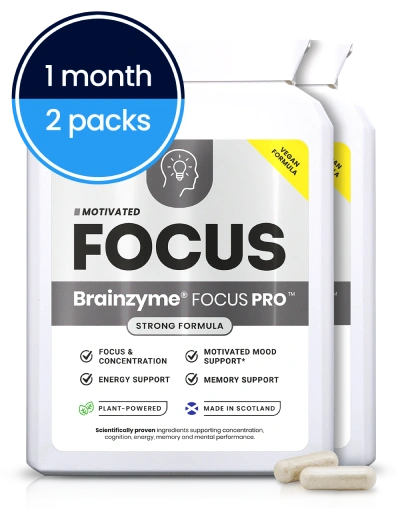 1 month
2 packs
VEGAN
FORMULA
MOTIVATED
FOCUS
Brainzyme® FOCUS PRO™
STRONG FORMULA
FOCUS &
CONCENTRATION
MOTIVATED MOOD
SUPPORT*
ENERGY SUPPORT
MEMORY SUPPORT
PLANT-POWERED
MADE IN SCOTLAND
Scientifically proven ingredients supporting concentration,
cognition, energy, memory and mental performance.